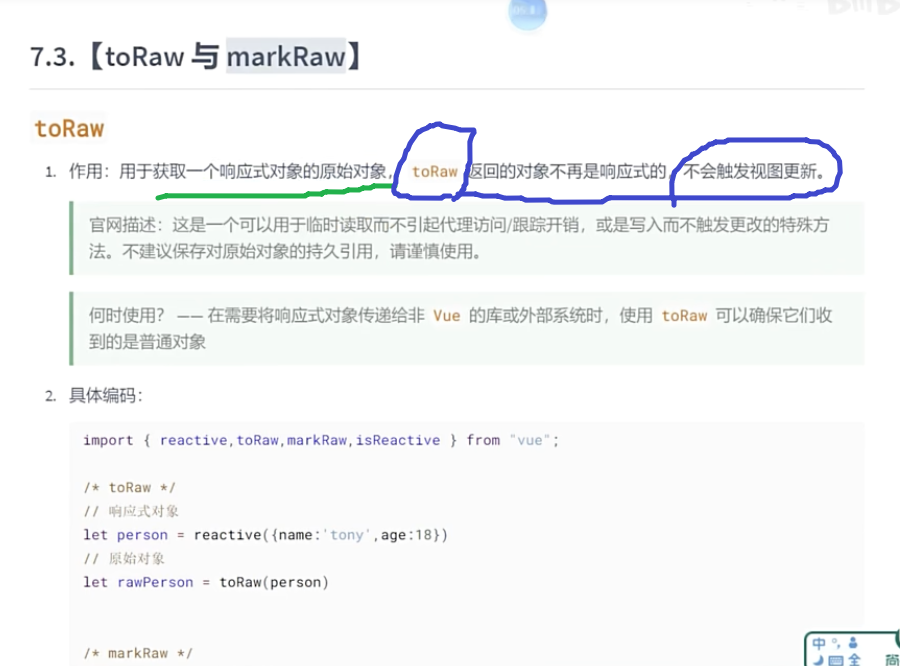 7.3.【toRaw 与 markRaw】
toRaw
1. 作用：用于获取一个响应式对象的原始对象， toRaw 返回的对象不再是响应式的，不会触发视图更新。
官网描述：这是一个可以用于临时读取而不引起代理访问/跟踪开销，或是写入而不触发更改的特殊方
法。不建议保存对原始对象的持久引用，请谨慎使用。
何时使用？ —— 在需要将响应式对象传递给非 Vue 的库或外部系统时，使用 toRaw 可以确保它们收
到的是普通对象
2. 具体编码：
import { reactive,toRaw,markRaw,isReactive } from "vue";
/* toRaw */
// 响应式对象
let person = reactive({name:'tony',age:18})
// 原始对象
let rawPerson = toRaw(person)
/* markRaw */
中 °,
全 简